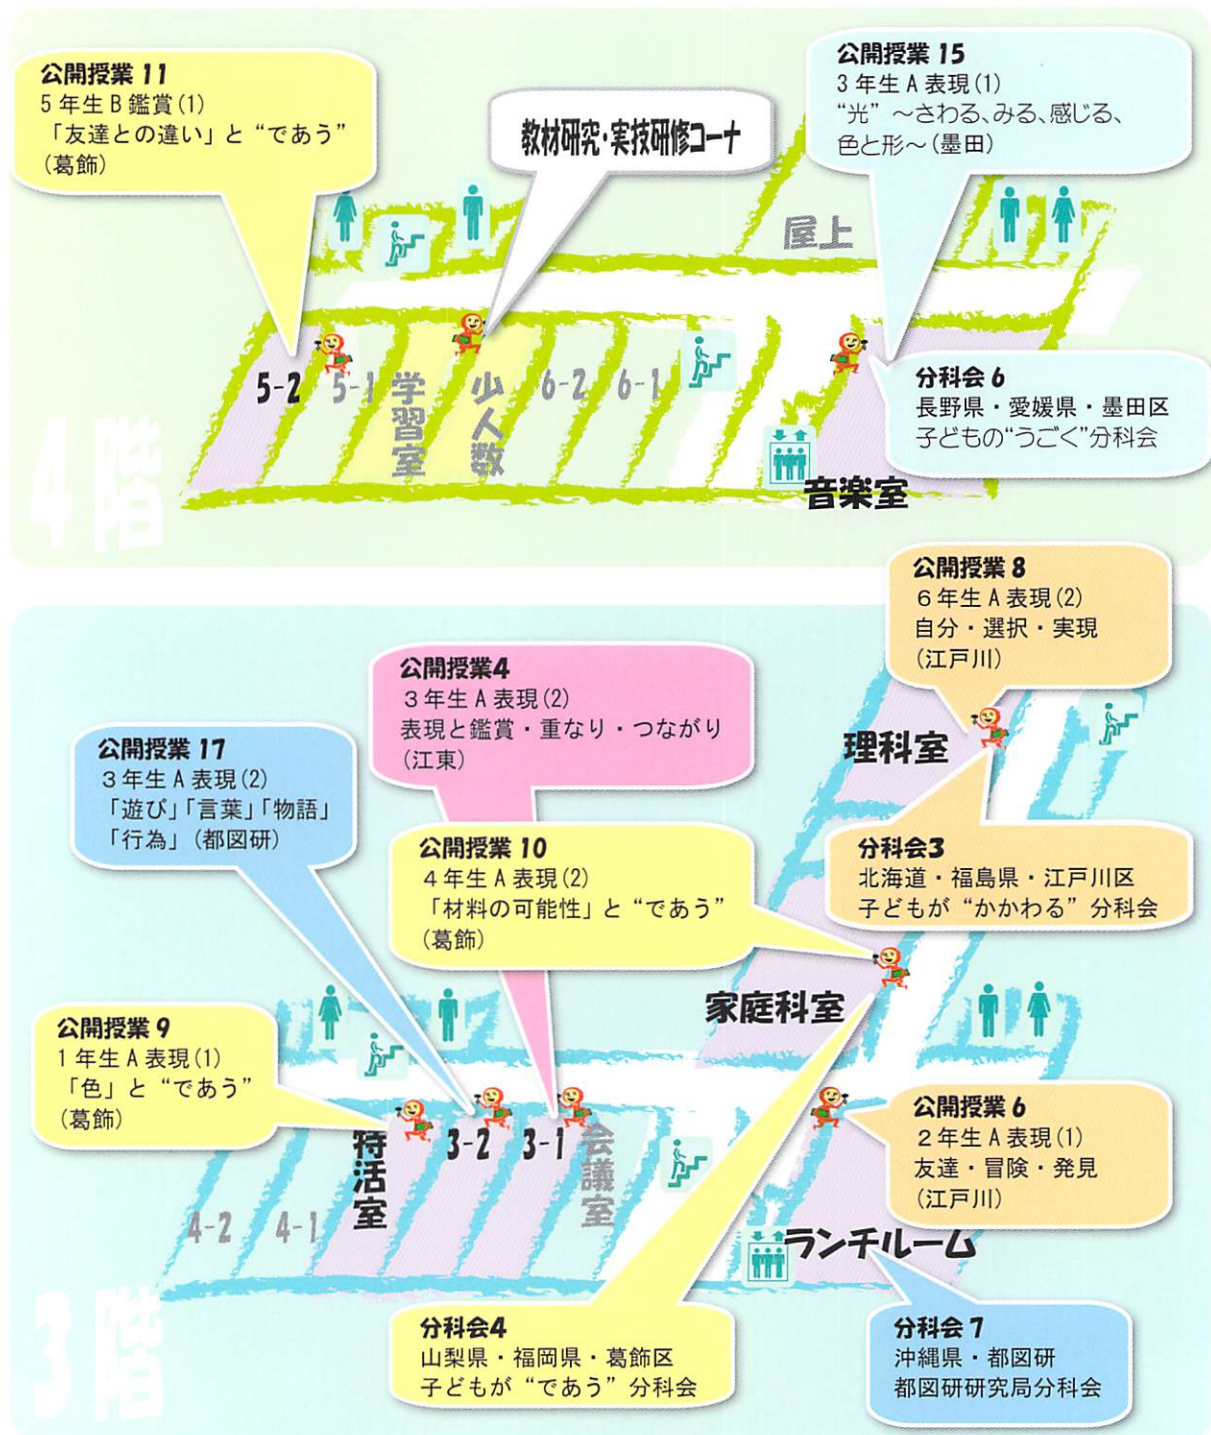 公開授業 11
5年生B鑑賞(1)
「友達との違い」と“であう”
(葛飾)
教材研究・実技研修コーナ
公開授業 15
3年生A表現(1)
“光” ～さわる、みる、感じる、
色と形～(墨田)
屋上
5-2
5-1
学習室
少人数
6-2
6-1
音楽室
分科会 6
長野県・愛媛県・墨田区
子どもの“うごく”分科会
4階
公開授業 8
6年生A表現(2)
自分・選択・実現
(江戸川)
公開授業4
3年生A表現(2)
表現と鑑賞・重なり・つながり
(江東)
公開授業 17
3年生A表現(2)
「遊び」「言葉」「物語」
「行為」(都図研)
理科室
公開授業 10
4年生A表現(2)
「材料の可能性」と“であう”
(葛飾)
分科会3
北海道・福島県・江戸川区
子どもが“かかわる”分科会
家庭科室
公開授業 9
1年生A表現(1)
「色」と“であう”
(葛飾)
公開授業 6
2年生A表現(1)
友達・冒険・発見
(江戸川)
4-2
4-1
特活室
3-2
3-1
会議室
ランチルーム
3階
分科会4
山梨県・福岡県・葛飾区
子どもが“であう”分科会
分科会 7
沖縄県・都図研
都図研研究局分科会